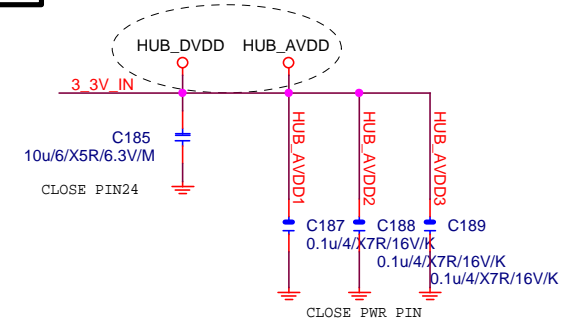 HUB_DVDD HUB_AVDD
3_3V_IN
C185
10u/6/X5R/6.3V/M
CLOSE PIN24
HUB_AVDD1
HUB_AVDD2
HUB_AVDD3
C187
0.1u/4/X7R/16V/K
C188
0.1u/4/X7R/16V/K
C189
0.1u/4/X7R/16V/K
CLOSE PWR PIN